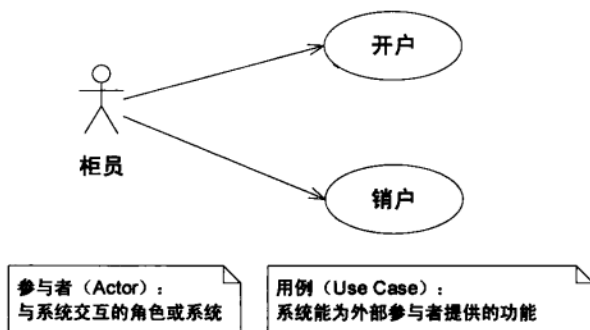 开户
柜员
销户
参与者（Actor）：
与系统交互的角色或系统
用例（Use Case）：
系统能为外部参与者提供的功能